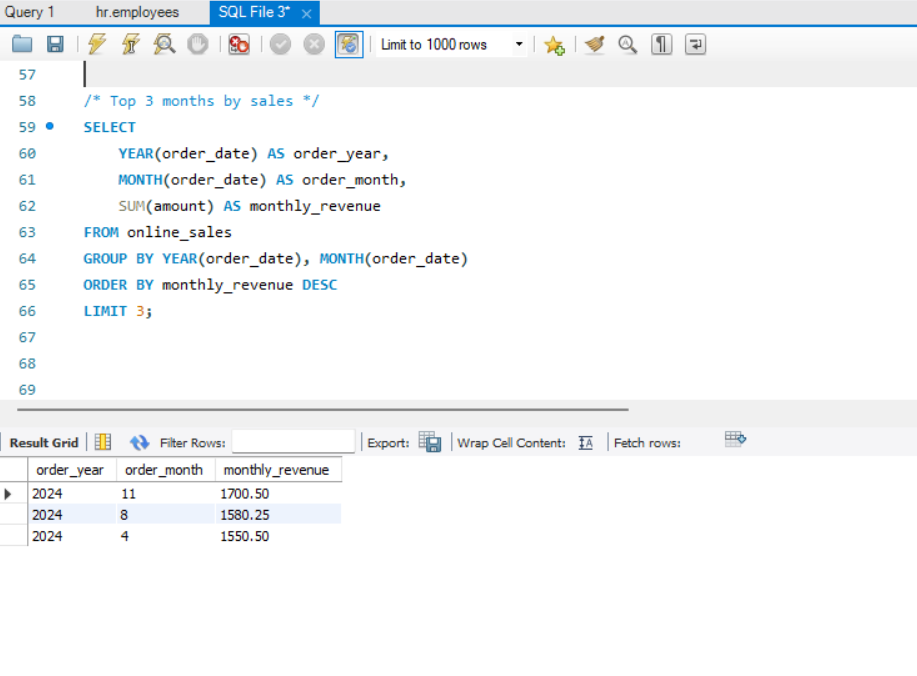 Query 1 hr.employees SQL File 3* ×
Limit to 1000 rows
57
58 /* Top 3 months by sales */
59 SELECT
60 YEAR(order_date) AS order_year,
61 MONTH(order_date) AS order_month,
62 SUM(amount) AS monthly_revenue
63 FROM online_sales
64 GROUP BY YEAR(order_date), MONTH(order_date)
65 ORDER BY monthly_revenue DESC
66 LIMIT 3;
67
68
69
Result Grid Filter Rows: Export: Wrap Cell Content: IA Fetch rows:
order_year order_month monthly_revenue
2024 11 1700.50
2024 8 1580.25
2024 4 1550.50